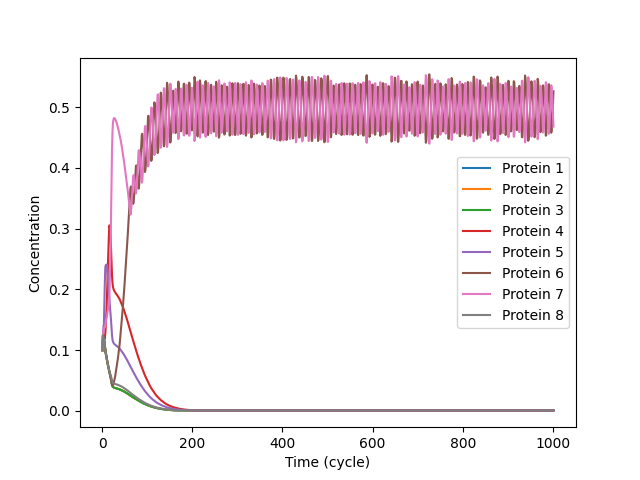 0.5
0.4
0.3
0.2
0.1
0.0
Concentration
Protein 1
Protein 2
Protein 3
Protein 4
Protein 5
Protein 6
Protein 7
Protein 8
0 200 400 600 800 1000
Time (cycle)